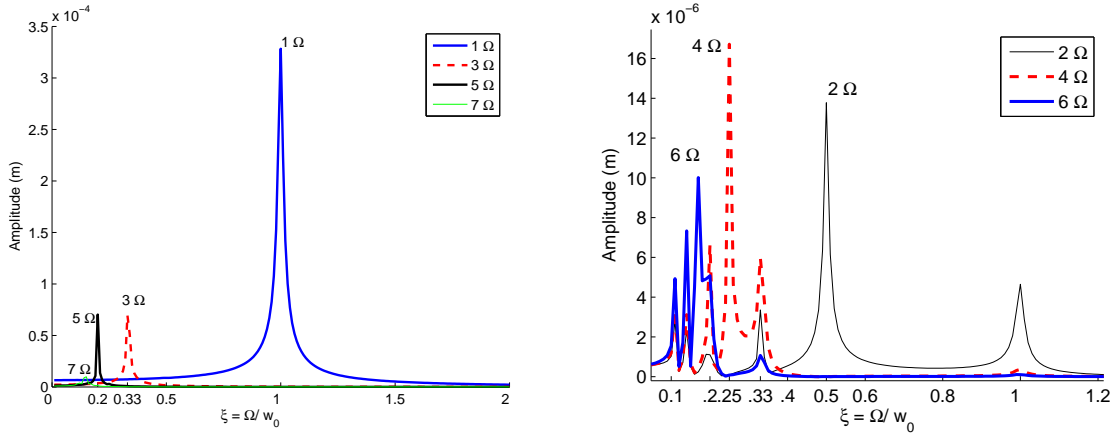 x 10⁻⁴
3.5
3
2.5
2
1.5
1
0.5
0
Amplitude (m)
1 Ω
3 Ω
5 Ω
7 Ω
1 Ω
3 Ω
5 Ω
7 Ω
0 0.2 0.33 0.5 1 1.5 2
ξ = Ω/ w₀
x 10⁻⁶
16
14
12
10
8
6
4
2
0
Amplitude (m)
2 Ω
4 Ω
6 Ω
4 Ω
2 Ω
6 Ω
0.1 .2 .25 .33 .4 0.5 0.6 0.8 1 1.2
ξ = Ω/ w₀